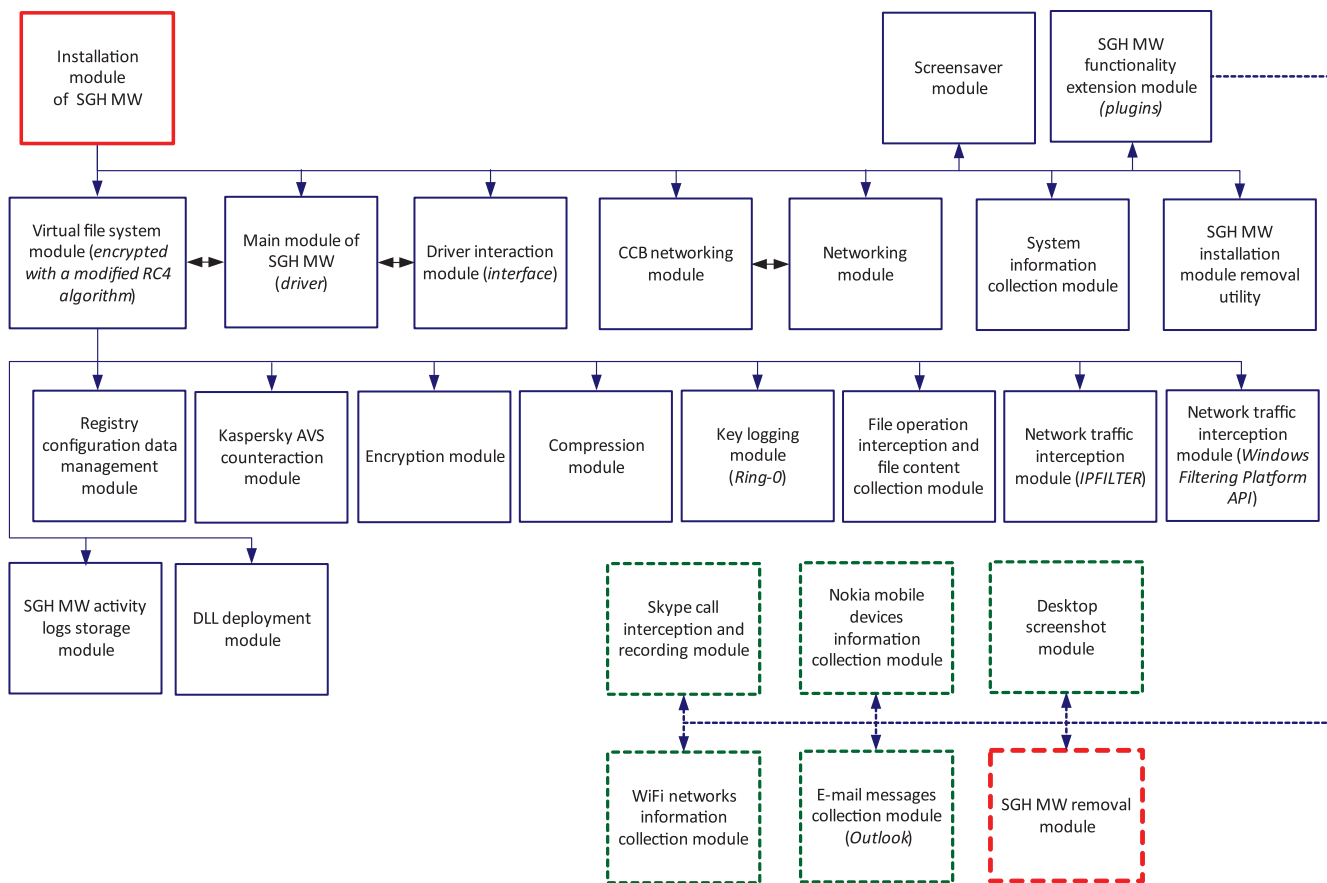 Installation
module
of SGH MW
Screensaver
module
SGH MW
functionality
extension module
(plugins)
Virtual file system
module (encrypted
with a modified RC4
algorithm)
Main module of
SGH MW
(driver)
Driver interaction
module (interface)
CCB networking
module
Networking
module
System
information
collection module
SGH MW
installation
module removal
utility
Registry
configuration data
management
module
Kaspersky AVS
counteraction
module
Encryption module
Compression
module
Key logging
module
(Ring-0)
File operation
interception and
file content
collection module
Network traffic
interception
module (IPFILTER)
Network traffic
interception
module (Windows
Filtering Platform
API)
SGH MW activity
logs storage
module
DLL deployment
module
Skype call
interception and
recording module
Nokia mobile
devices
information
collection module
Desktop
screenshot
module
WiFi networks
information
collection module
E-mail messages
collection module
(Outlook)
SGH MW removal
module